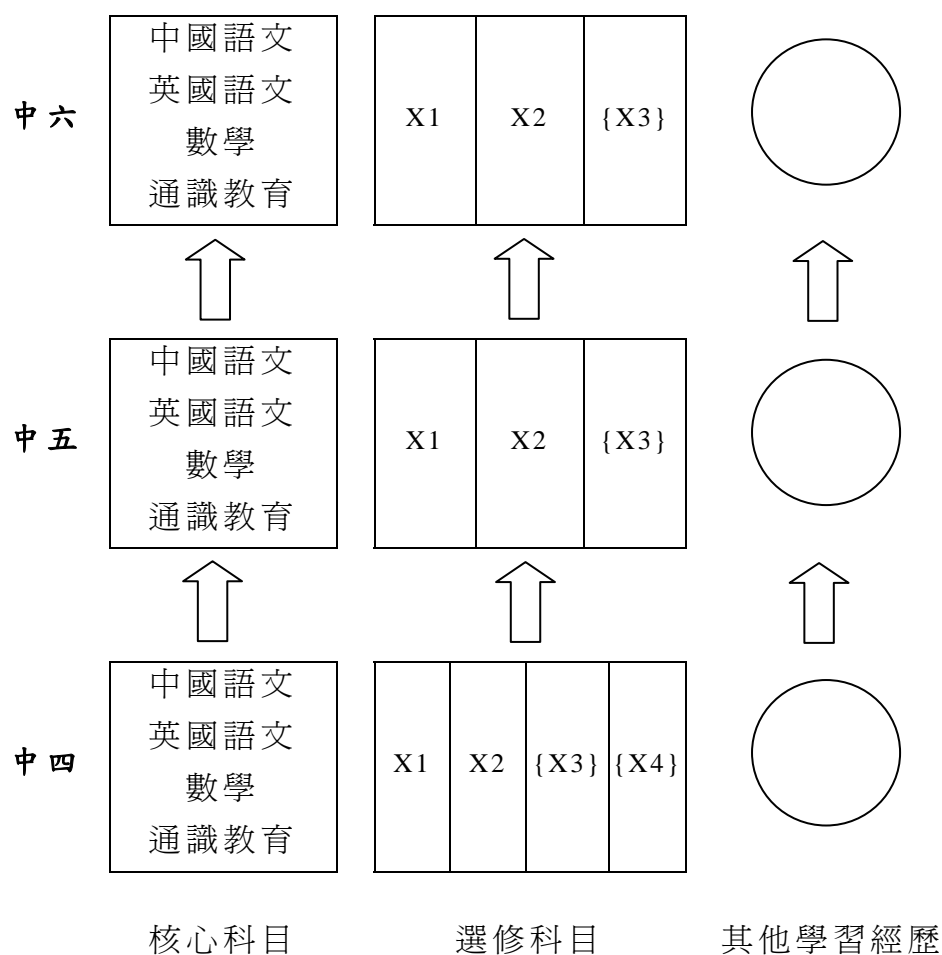 中六
中國語文
英國語文
數學
通識教育
X1 X2 {X3}
中五
中國語文
英國語文
數學
通識教育
X1 X2 {X3}
中四
中國語文
英國語文
數學
通識教育
X1 X2 {X3} {X4}
核心科目 選修科目 其他學習經歷